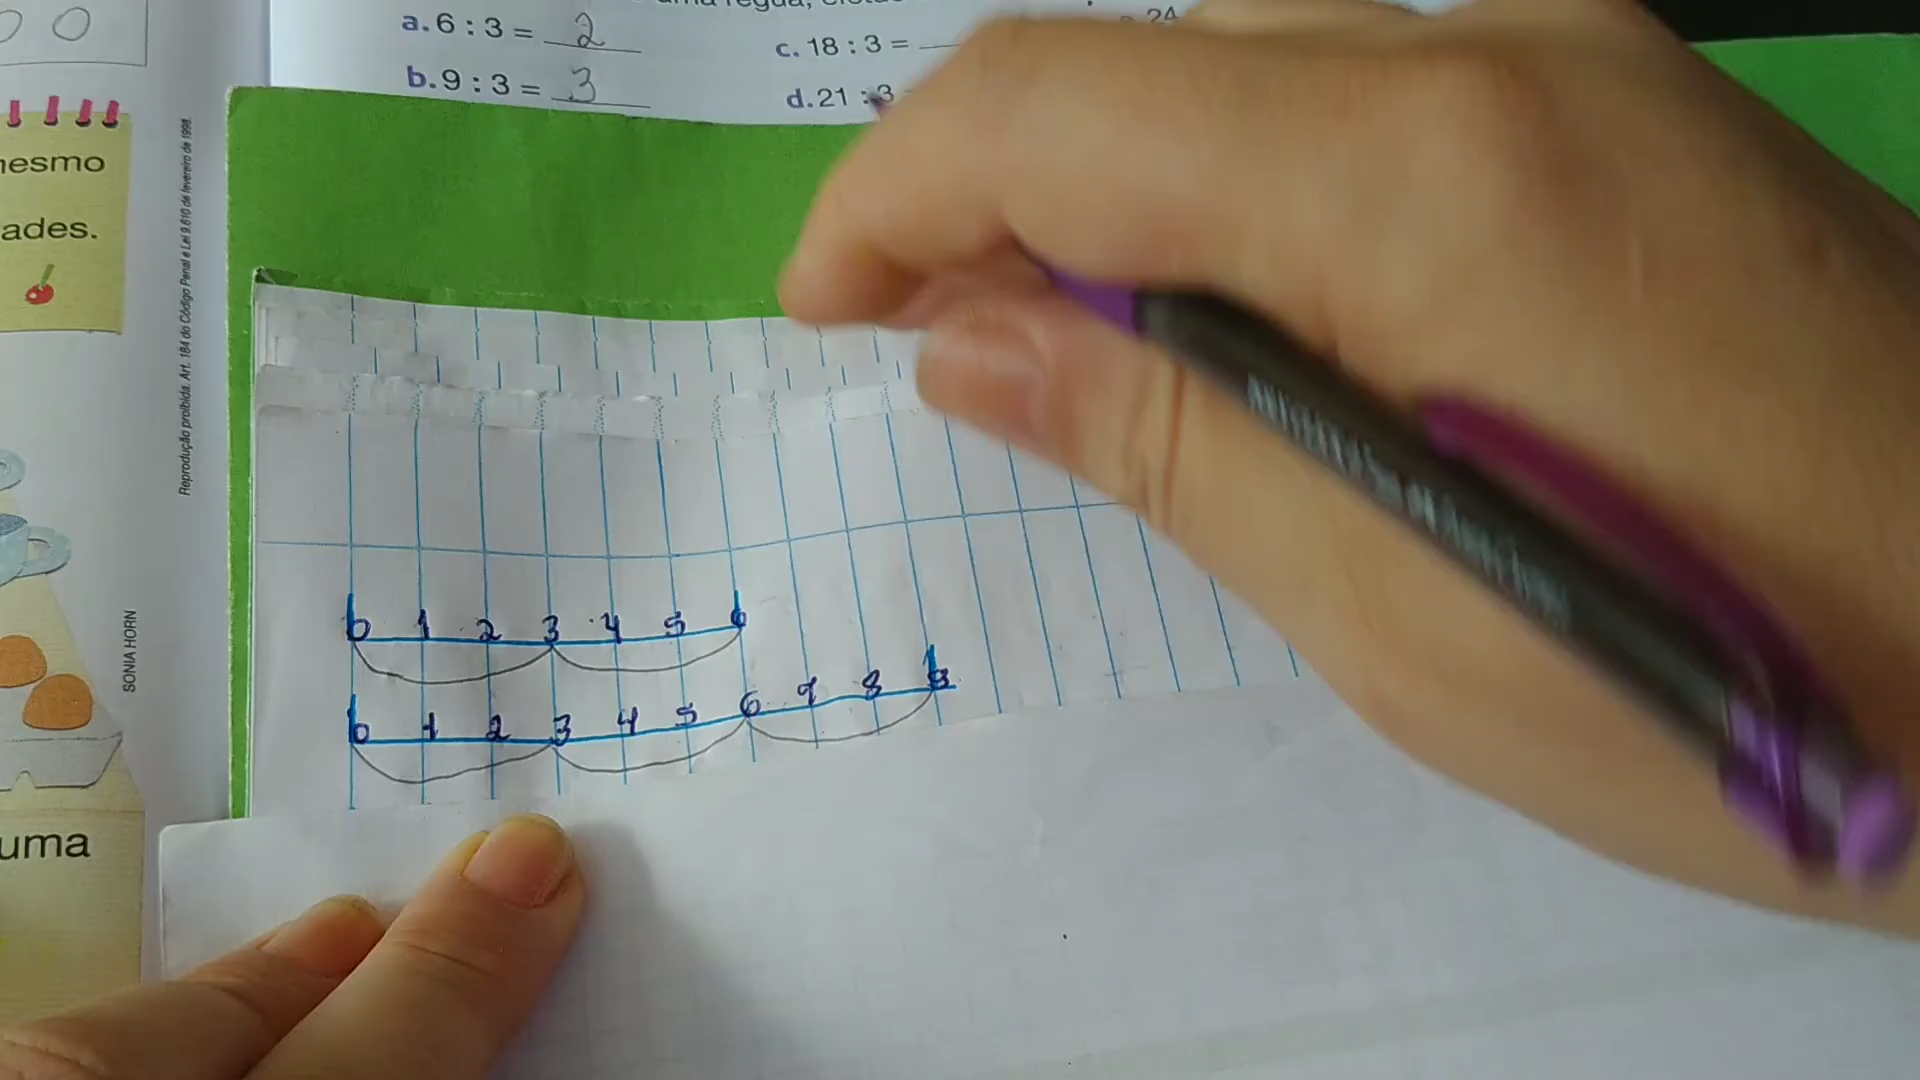 a. 6 : 3 = 2
b. 9 : 3 = 3
c. 18 : 3 =
d. 21 : 3
24
ades.
uma
Reprodução proibida. Art. 184 do Código Penal e Lei 9.610 de fevereiro de 1998.
SONIA HORN
0 1 2 3 4 5 6
0 1 2 3 4 5 6 7 8 9